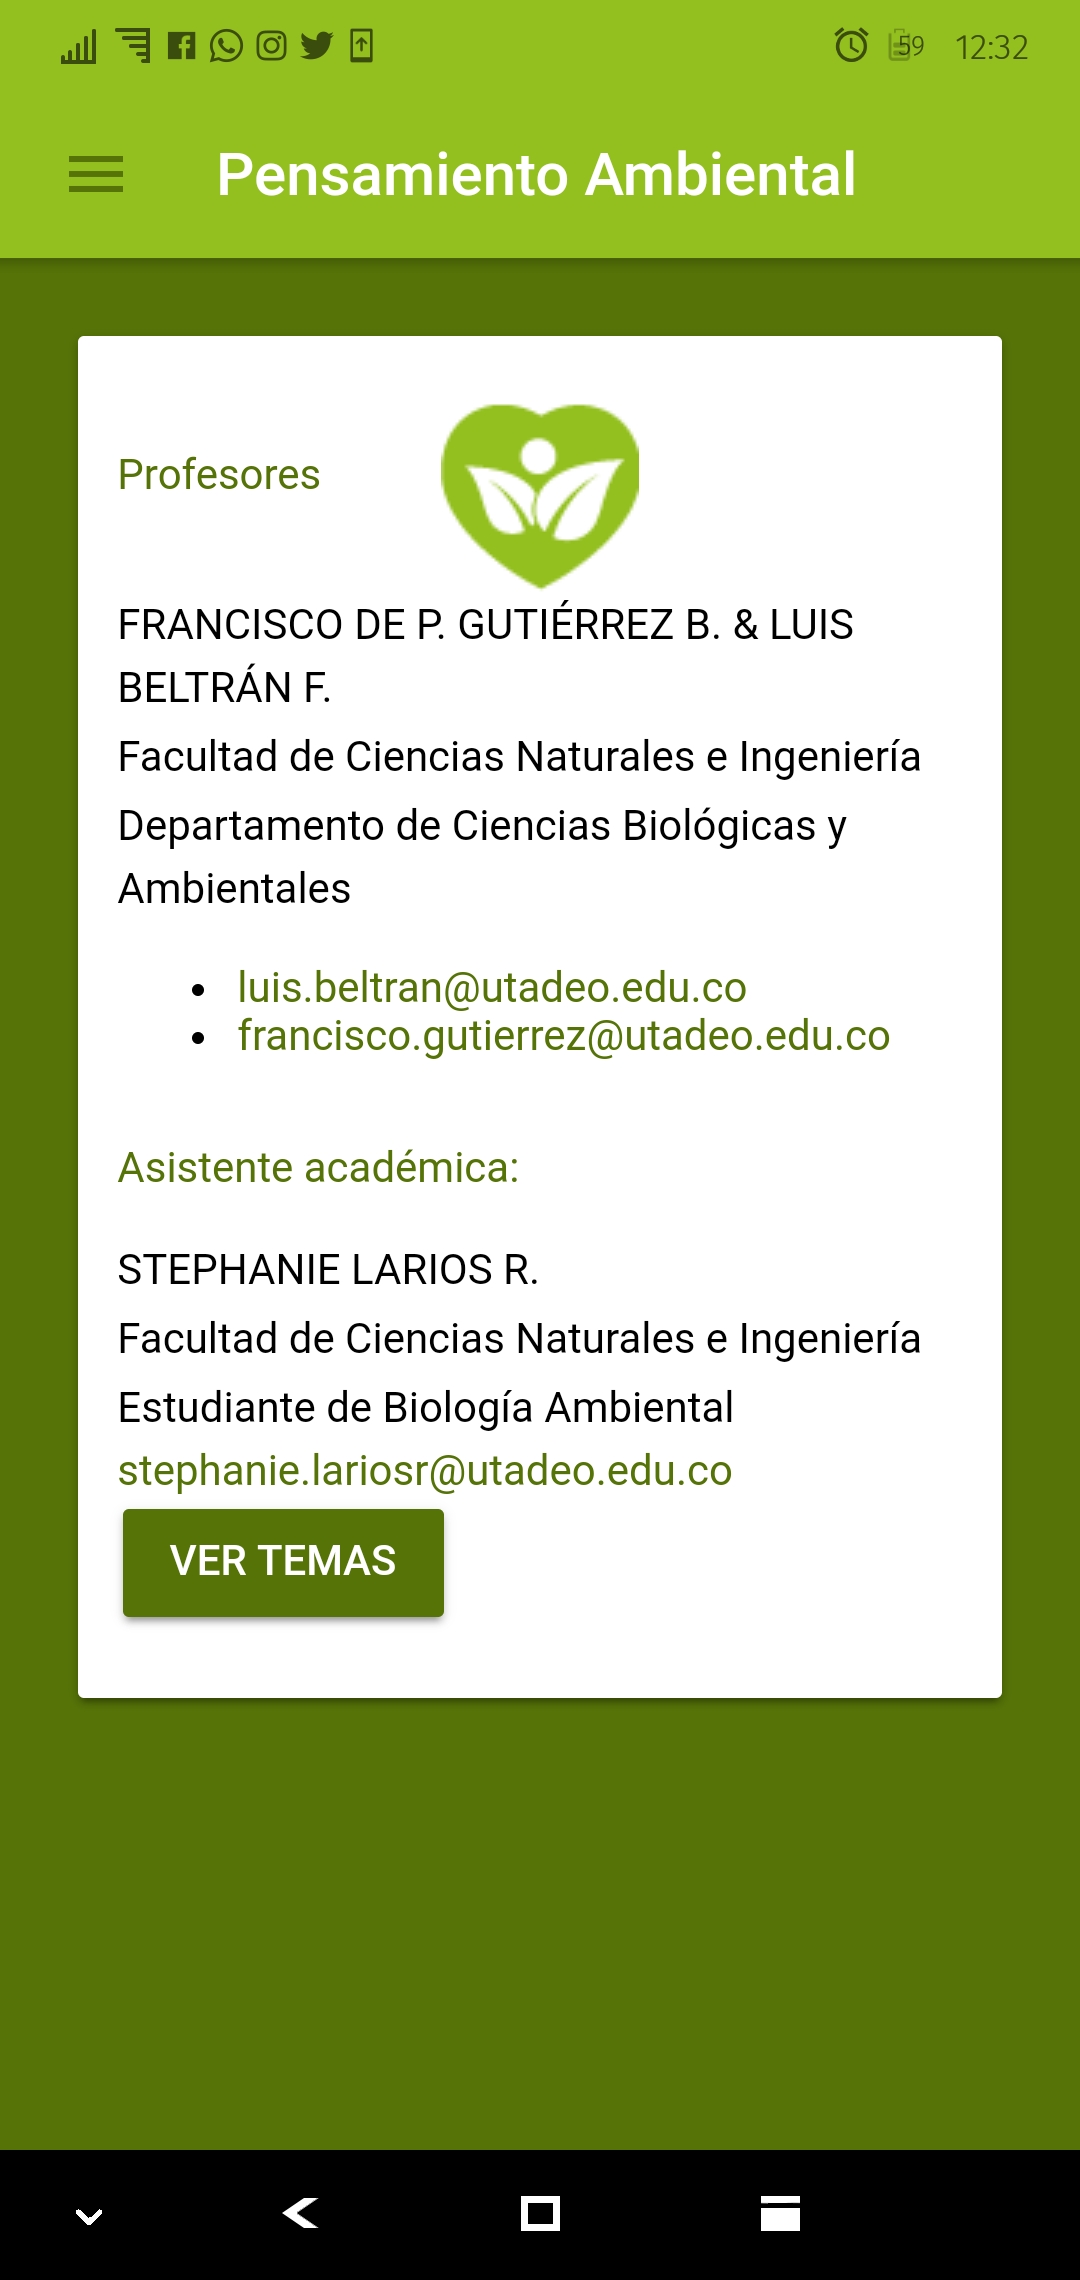 59 12:32
Pensamiento Ambiental
Profesores
FRANCISCO DE P. GUTIÉRREZ B. & LUIS
BELTRÁN F.
Facultad de Ciencias Naturales e Ingeniería
Departamento de Ciencias Biológicas y
Ambientales
• luis.beltran@utadeo.edu.co
• francisco.gutierrez@utadeo.edu.co
Asistente académica:
STEPHANIE LARIOS R.
Facultad de Ciencias Naturales e Ingeniería
Estudiante de Biología Ambiental
stephanie.lariosr@utadeo.edu.co
VER TEMAS